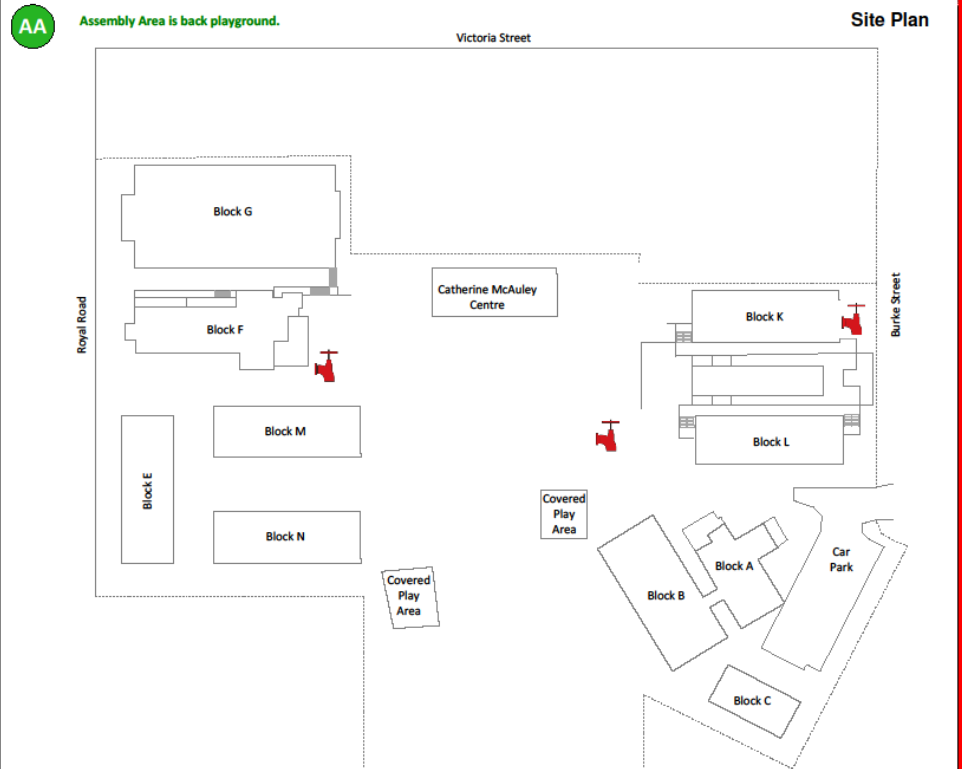 AA
Assembly Area is back playground.
Site Plan
Victoria Street
Block G
Catherine McAuley
Centre
Royal Road
Block F
Block K
Burke Street
Block M
Block L
Block E
Block N
Covered
Play
Area
Covered
Play
Area
Block A
Car
Park
Block B
Block C